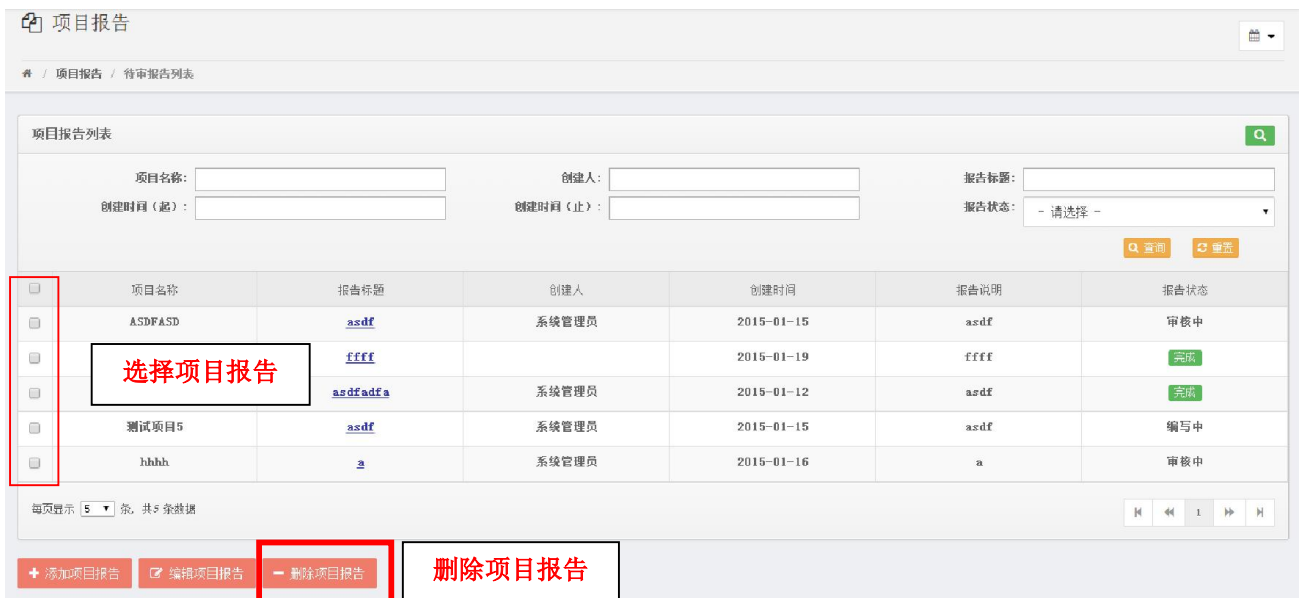 项目报告
/ 项目报告 / 待审报告列表
项目报告列表
项目名称: 创建人: 报告标题:
创建时间（起）: 创建时间（止）: 报告状态: - 请选择 -
查询 重置
项目名称 报告标题 创建人 创建时间 报告说明 报告状态
ASDFASD asdf 系统管理员 2015-01-15 asdf 审核中
ffff 2015-01-19 ffff 完成
选择项目报告
asdfadfa 系统管理员 2015-01-12 asdf 完成
测试项目5 asdf 系统管理员 2015-01-15 asdf 编写中
hhhh a 系统管理员 2015-01-16 a 审核中
每页显示 5 条, 共5 条数据 1
添加项目报告 编辑项目报告 删除项目报告 删除项目报告